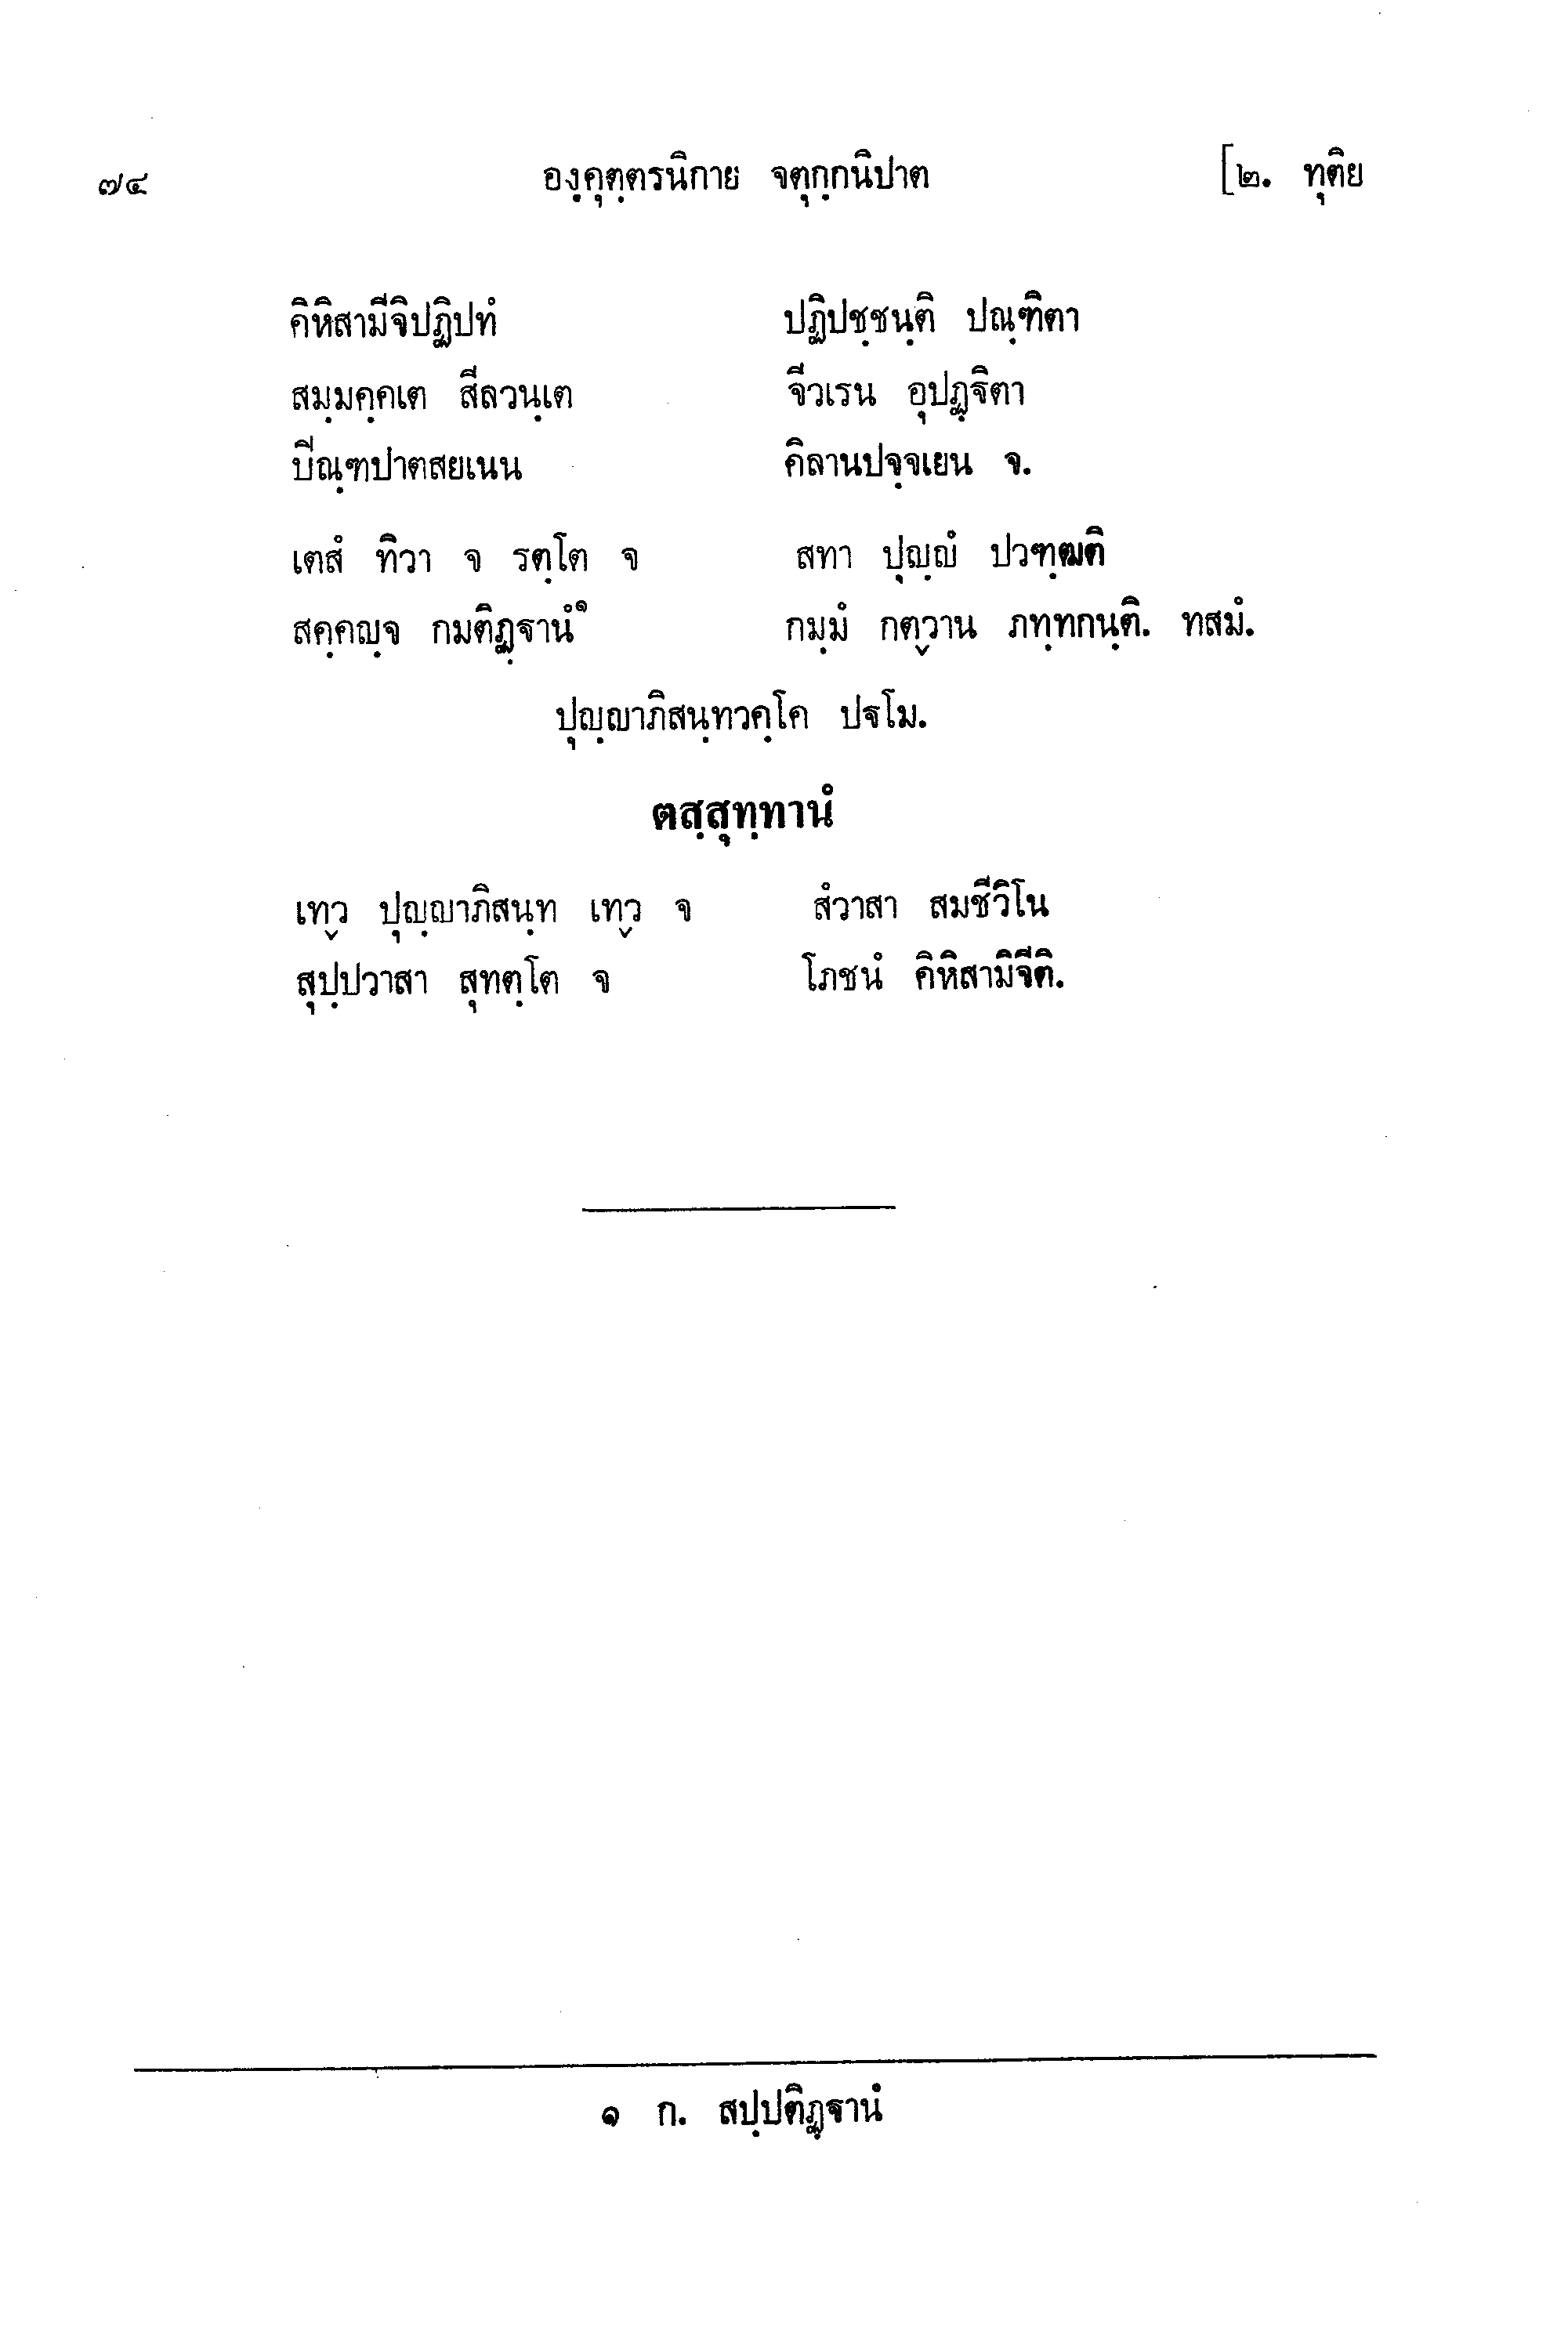 ๗๔ องฺคุตฺตรนิกาย จตุกฺกนิปาต [๒. ทุติย
คิหิสามีจิปฏิปทํ ปฏิปชฺชนฺติ ปณฺฑิตา
สมฺมคฺคเต สีลวนฺเต จีวเรน อุปฏฺฐิตา
ปิณฺฑปาตสยเนน คิลานปจฺจเยน จ.
เตสํ ทิวา จ รตฺโต จ สทา ปุญฺญํ ปวฑฺฒติ
สคฺคญฺจ กมติฏฺฐานํ๑ กมฺมํ กตฺวาน ภทฺทกนฺติ. ทสมํ.
ปุญฺญาภิสนฺทวคฺโค ปฐโม.
ตสฺสุทฺทานํ
เทฺว ปุญฺญาภิสนฺท เทฺว จ สํวาสา สมชีวิโน
สุปฺปวาสา สุทตฺโต จ โภชนํ คิหิสามิจีติ.
๑ ก. สปฺปติฏฺฐานํ